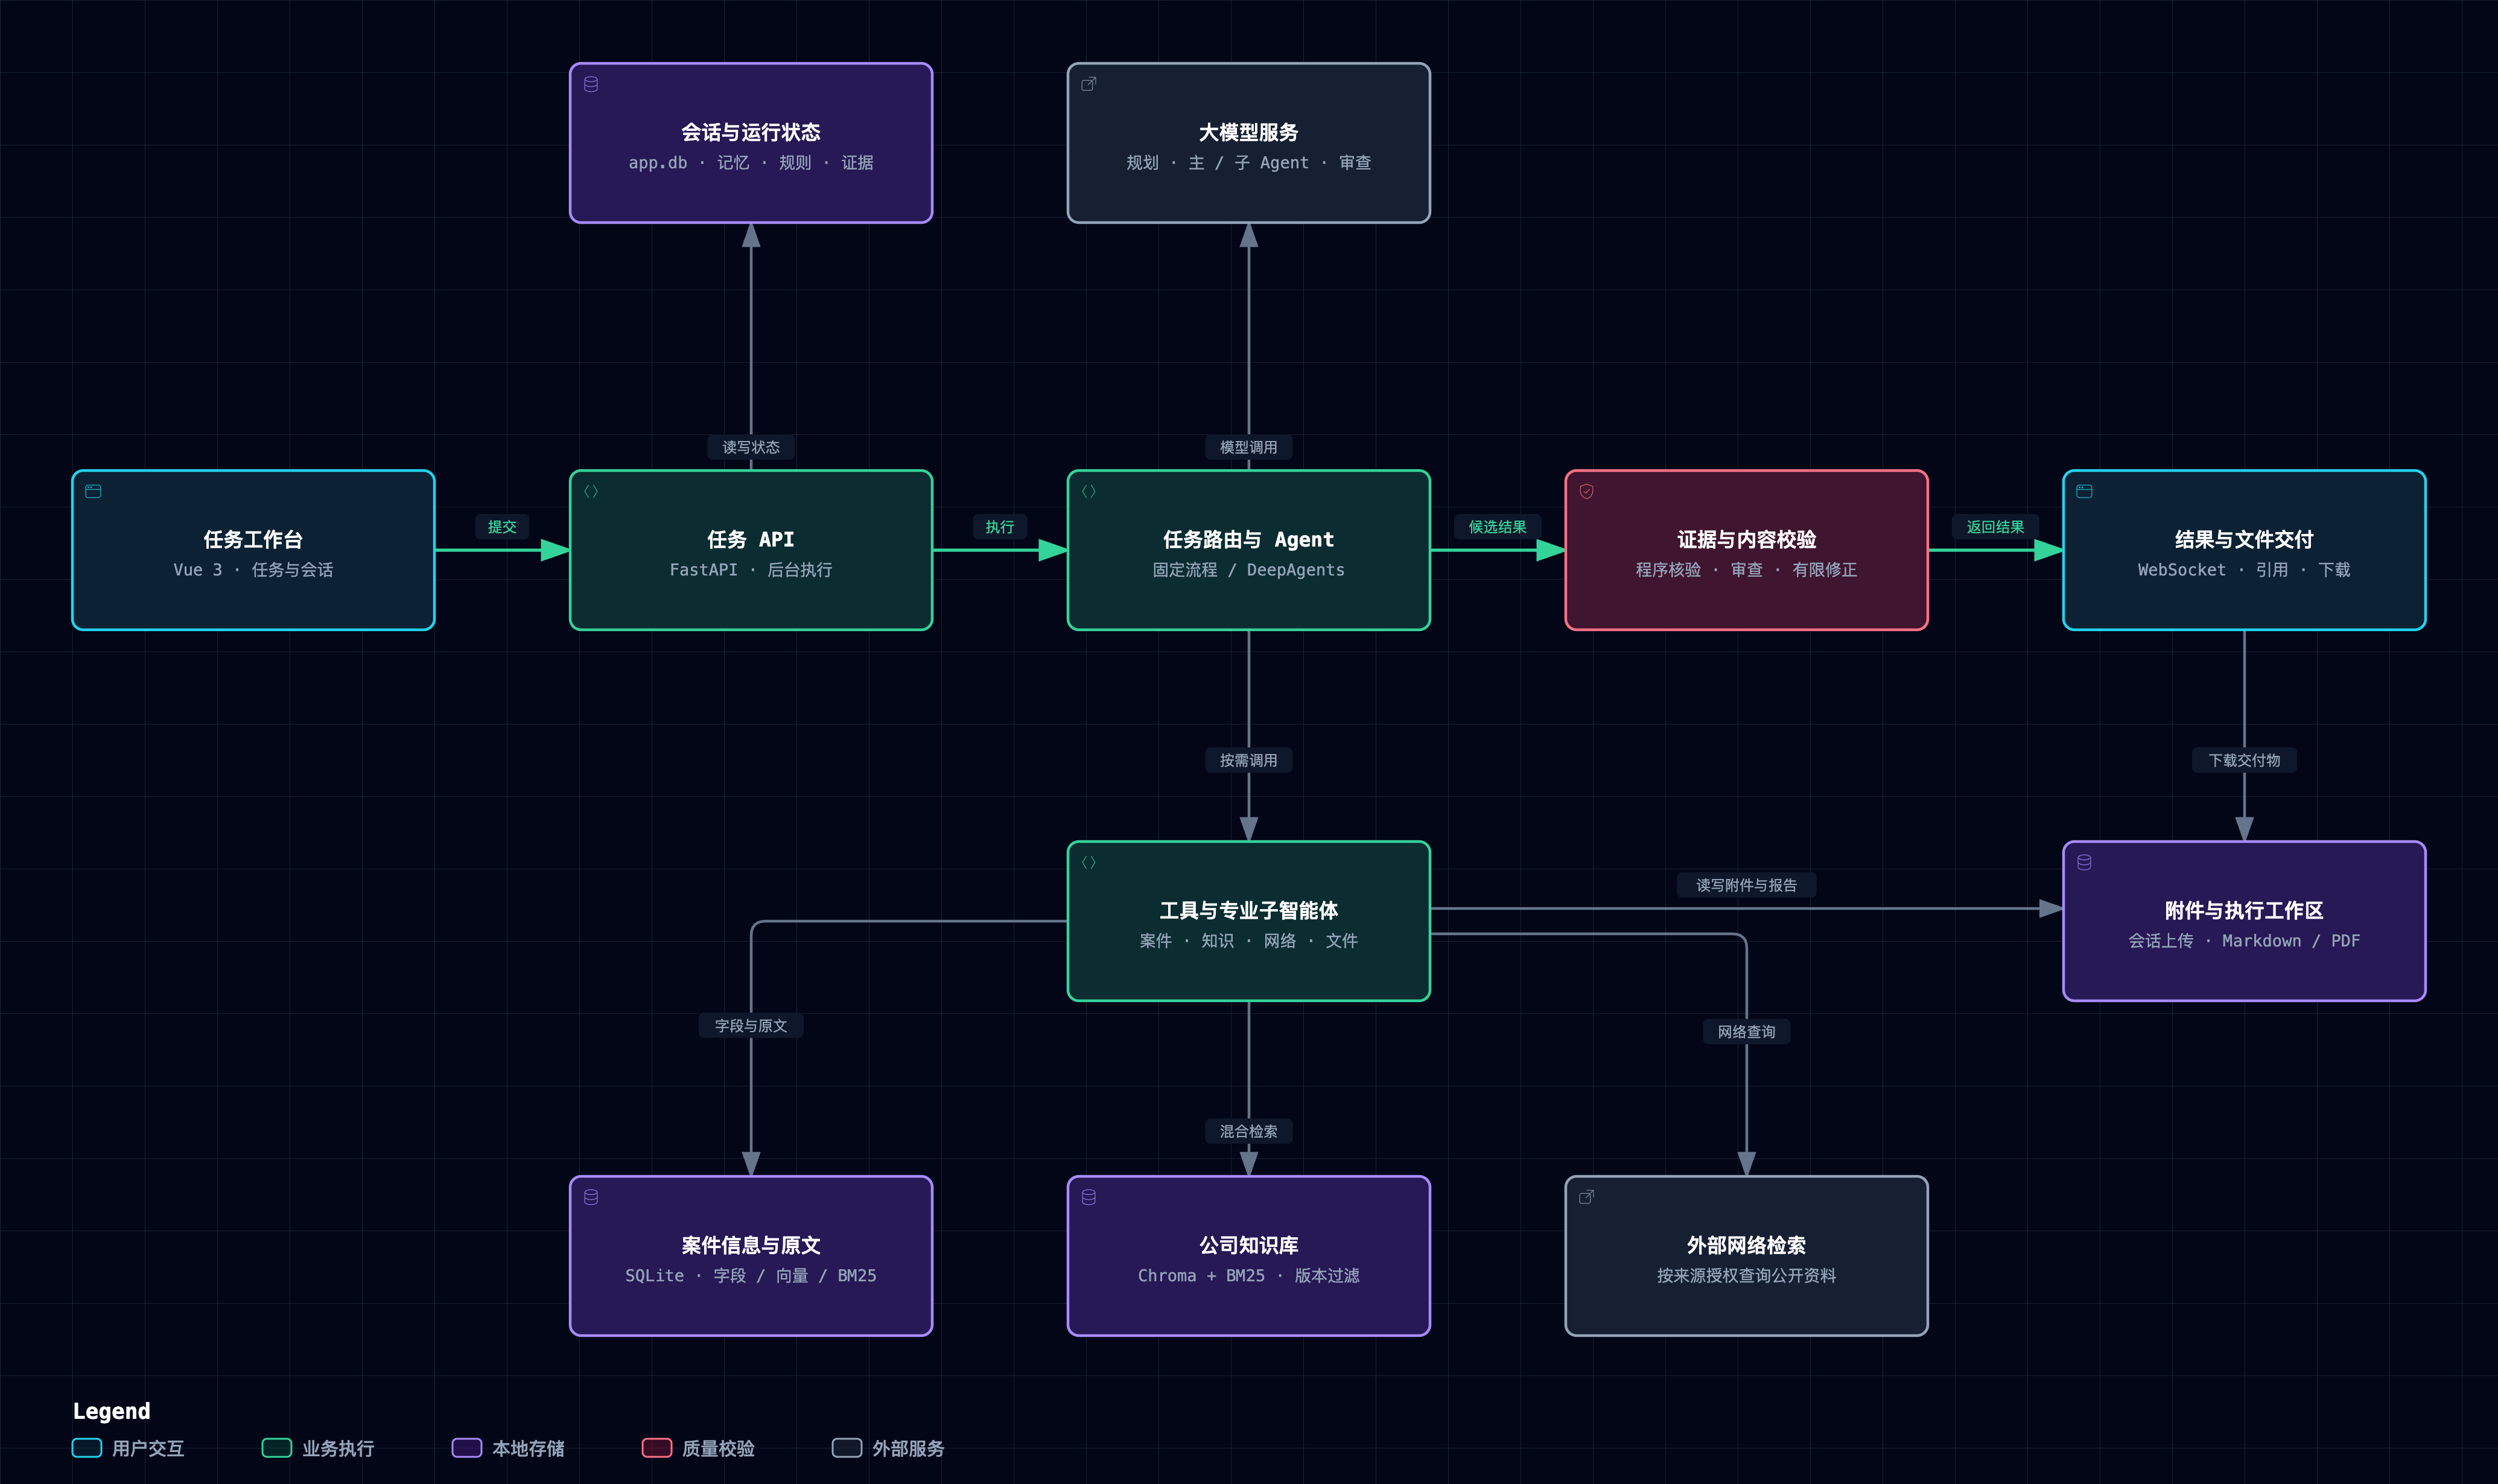 会话与运行状态
app.db · 记忆 · 规则 · 证据
大模型服务
规划 · 主 / 子 Agent · 审查
读写状态
模型调用
任务工作台
Vue 3 · 任务与会话
提交
任务 API
FastAPI · 后台执行
执行
任务路由与 Agent
固定流程 / DeepAgents
候选结果
证据与内容校验
程序核验 · 审查 · 有限修正
返回结果
结果与文件交付
WebSocket · 引用 · 下载
按需调用
下载交付物
工具与专业子智能体
案件 · 知识 · 网络 · 文件
读写附件与报告
附件与执行工作区
会话上传 · Markdown / PDF
字段与原文
网络查询
混合检索
案件信息与原文
SQLite · 字段 / 向量 / BM25
公司知识库
Chroma + BM25 · 版本过滤
外部网络检索
按来源授权查询公开资料
Legend
用户交互
业务执行
本地存储
质量校验
外部服务